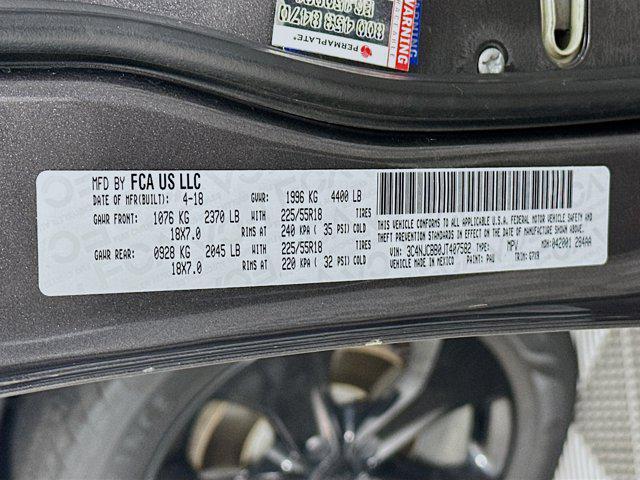 WARNING
800 453 8470
PERMAPLATE
MFD BY FCA US LLC
DATE OF MFR(BUILT): 4-18 GVWR: 1996 KG 4400 LB
GAWR FRONT: 1076 KG 2370 LB WITH 225/55R18 TIRES
18X7.0 RIMS AT 240 KPA ( 35 PSI) COLD
GAWR REAR: 0928 KG 2045 LB WITH 225/55R18 TIRES
18X7.0 RIMS AT 220 KPA ( 32 PSI) COLD
THIS VEHICLE CONFORMS TO ALL APPLICABLE U.S.A. FEDERAL MOTOR VEHICLE SAFETY
AND THEFT PREVENTION STANDARDS IN EFFECT ON THE DATE OF MANUFACTURE SHOWN ABOVE
VIN: 3C4NJCBB0JT407582 TYPE: MPV MDH:042001 284AA
VEHICLE MADE IN MEXICO PAINT: PAU TRIM: G7X9